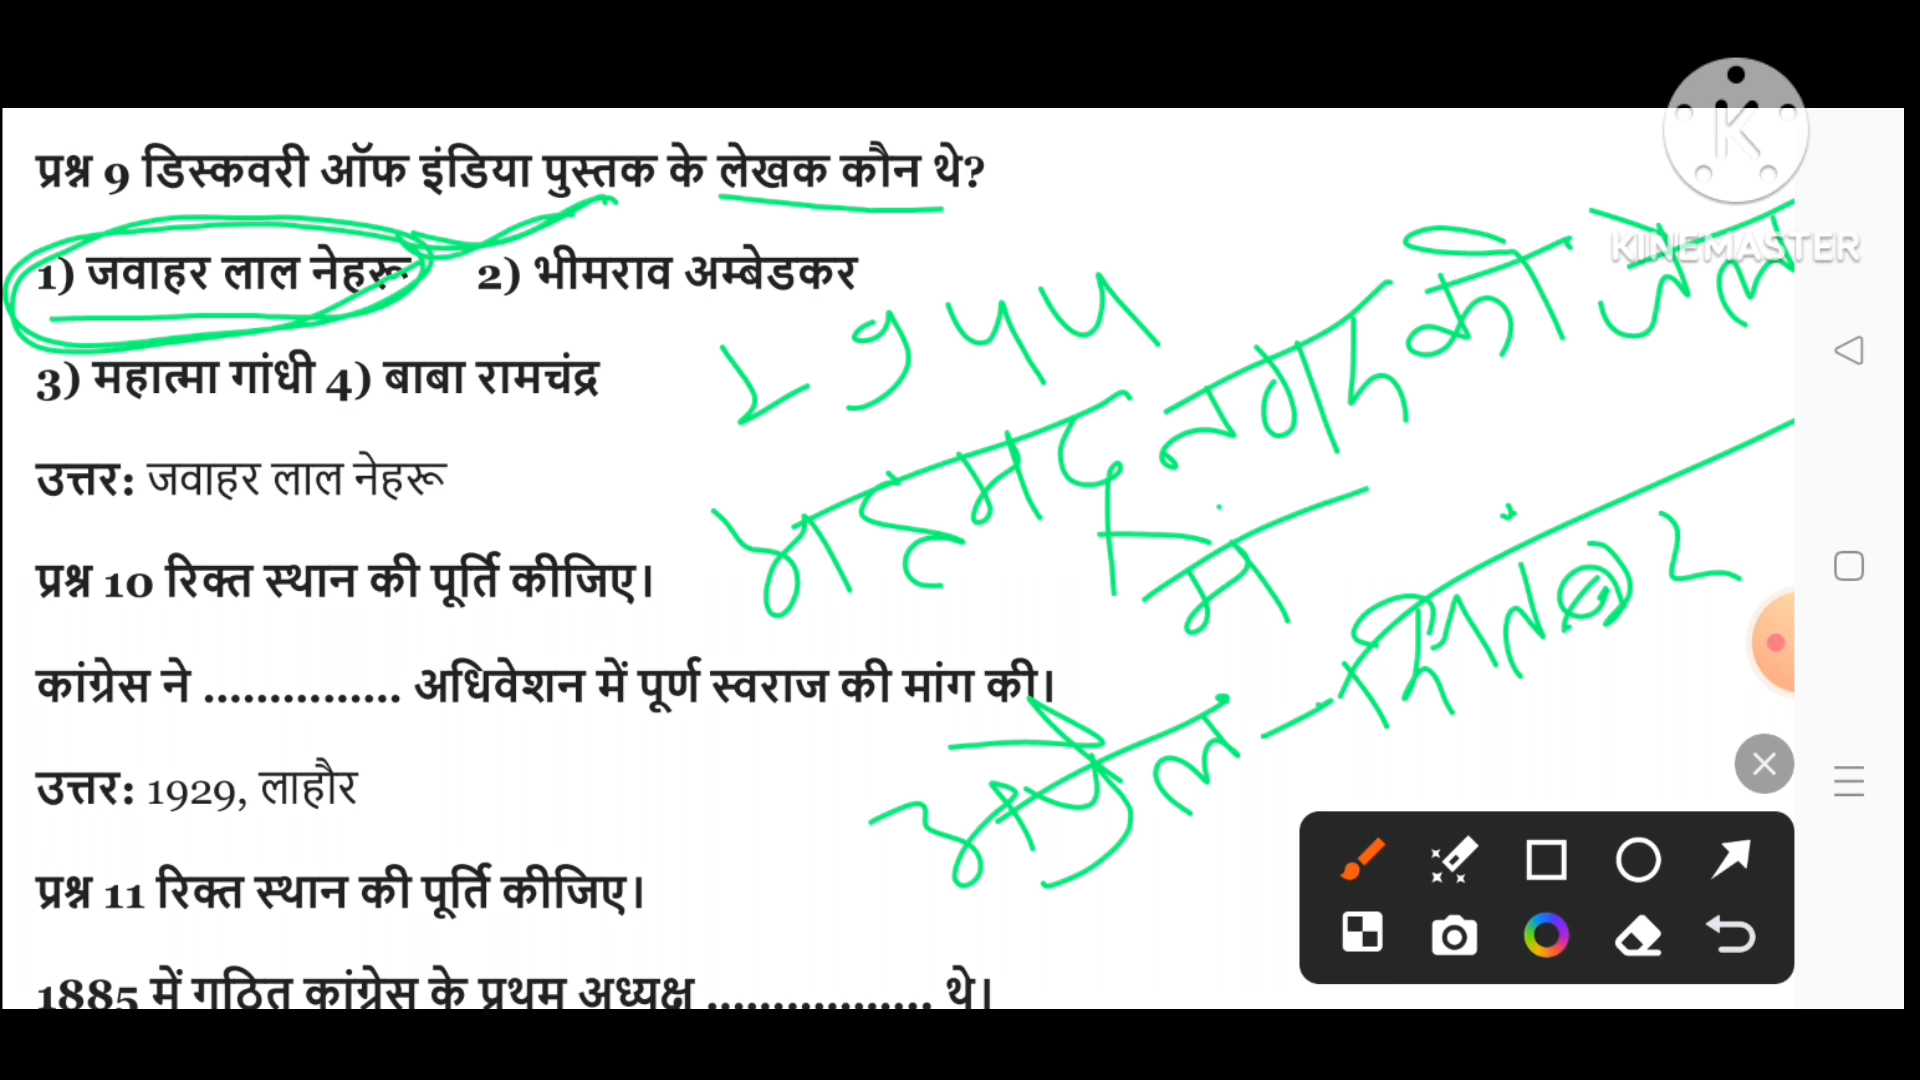 KINEMASTER
प्रश्न 9 डिस्कवरी ऑफ इंडिया पुस्तक के लेखक कौन थे?
1) जवाहर लाल नेहरू 2) भीमराव अम्बेडकर
3) महात्मा गांधी 4) बाबा रामचंद्र
उत्तर: जवाहर लाल नेहरू
प्रश्न 10 रिक्त स्थान की पूर्ति कीजिए।
कांग्रेस ने ............... अधिवेशन में पूर्ण स्वराज की मांग की।
उत्तर: 1929, लाहौर
प्रश्न 11 रिक्त स्थान की पूर्ति कीजिए।
1885 में गठित कांग्रेस के प्रथम अध्यक्ष ................. थे।
1944
अहमदनगर की जेल
में
अप्रैल - सितंबर